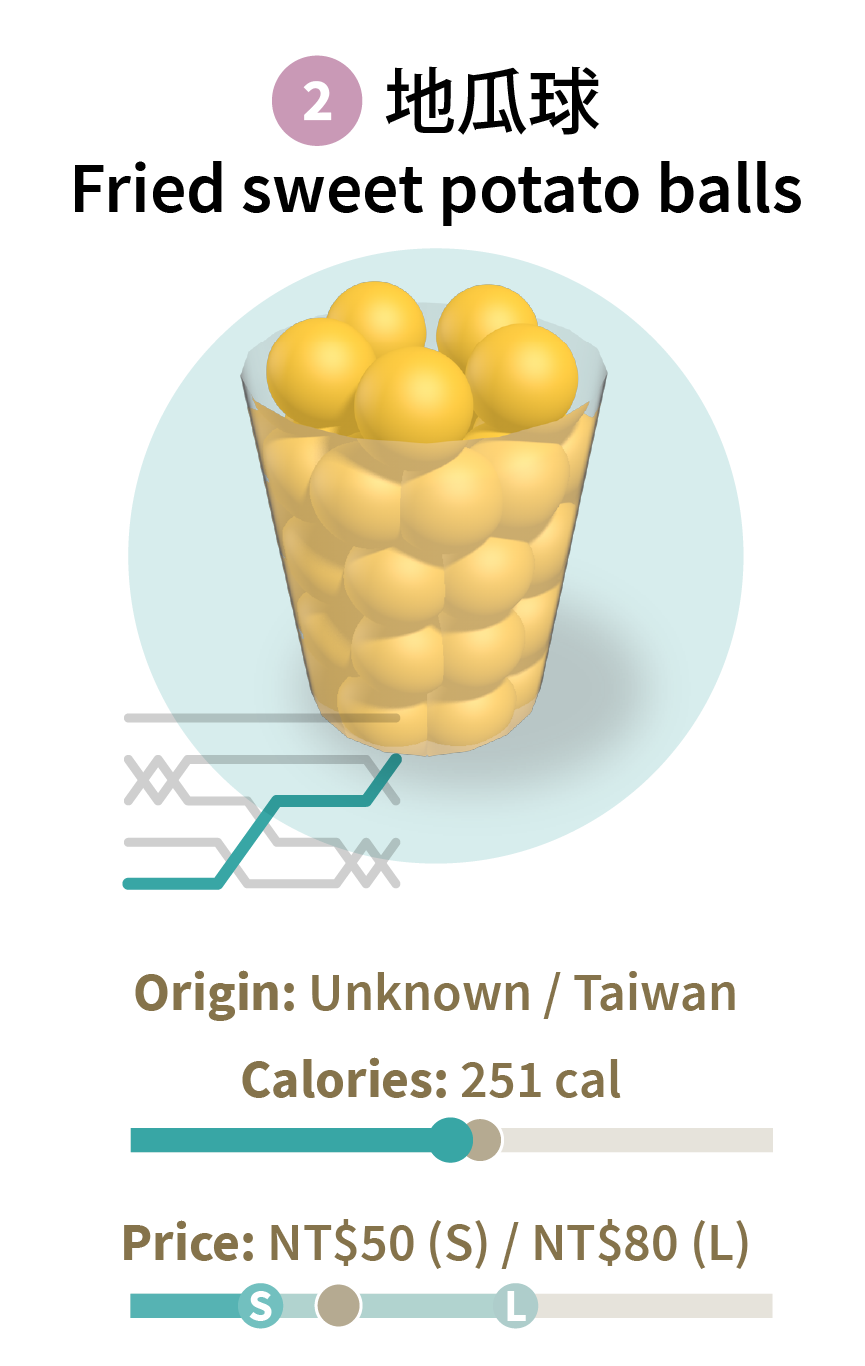 2 地瓜球
Fried sweet potato balls
Origin: Unknown / Taiwan
Calories: 251 cal
Price: NT$50 (S) / NT$80 (L)
S L